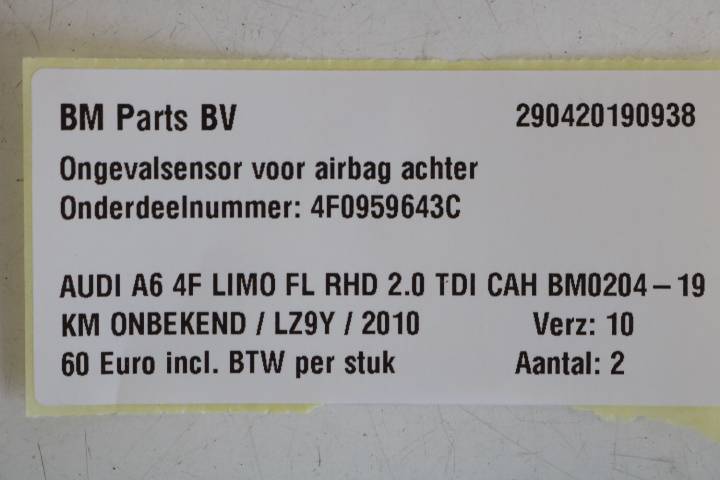 BM Parts BV 290420190938
Ongevalsensor voor airbag achter
Onderdeelnummer: 4F0959643C
AUDI A6 4F LIMO FL RHD 2.0 TDI CAH BM0204-19
KM ONBEKEND / LZ9Y / 2010 Verz: 10
60 Euro incl. BTW per stuk Aantal: 2